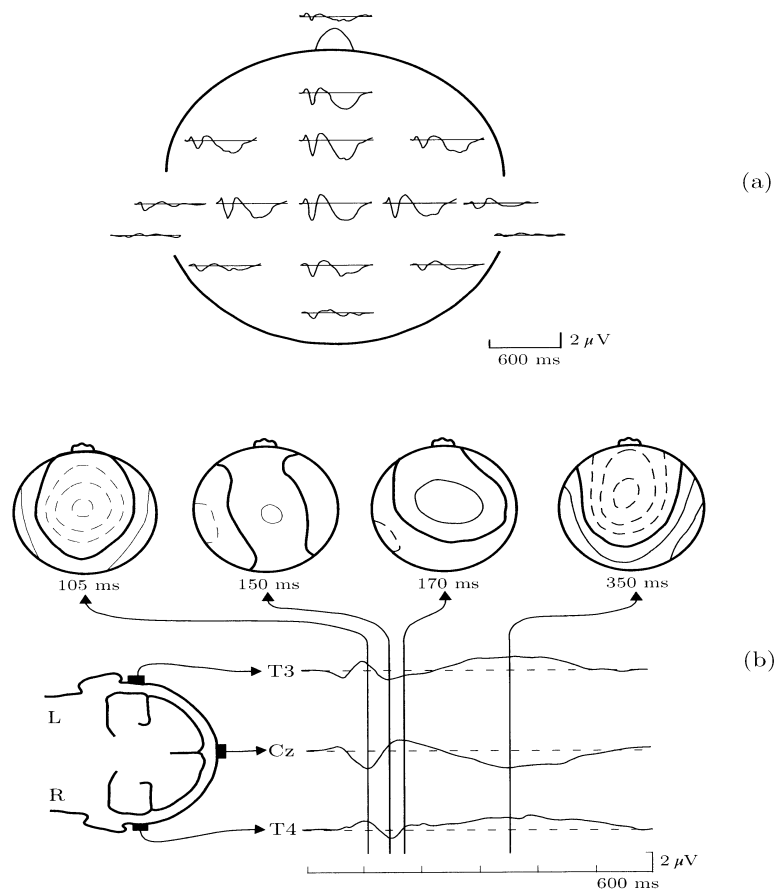 (a)
2 μV
600 ms
105 ms
150 ms
170 ms
350 ms
(b)
T3
L
Cz
R
T4
2 μV
600 ms